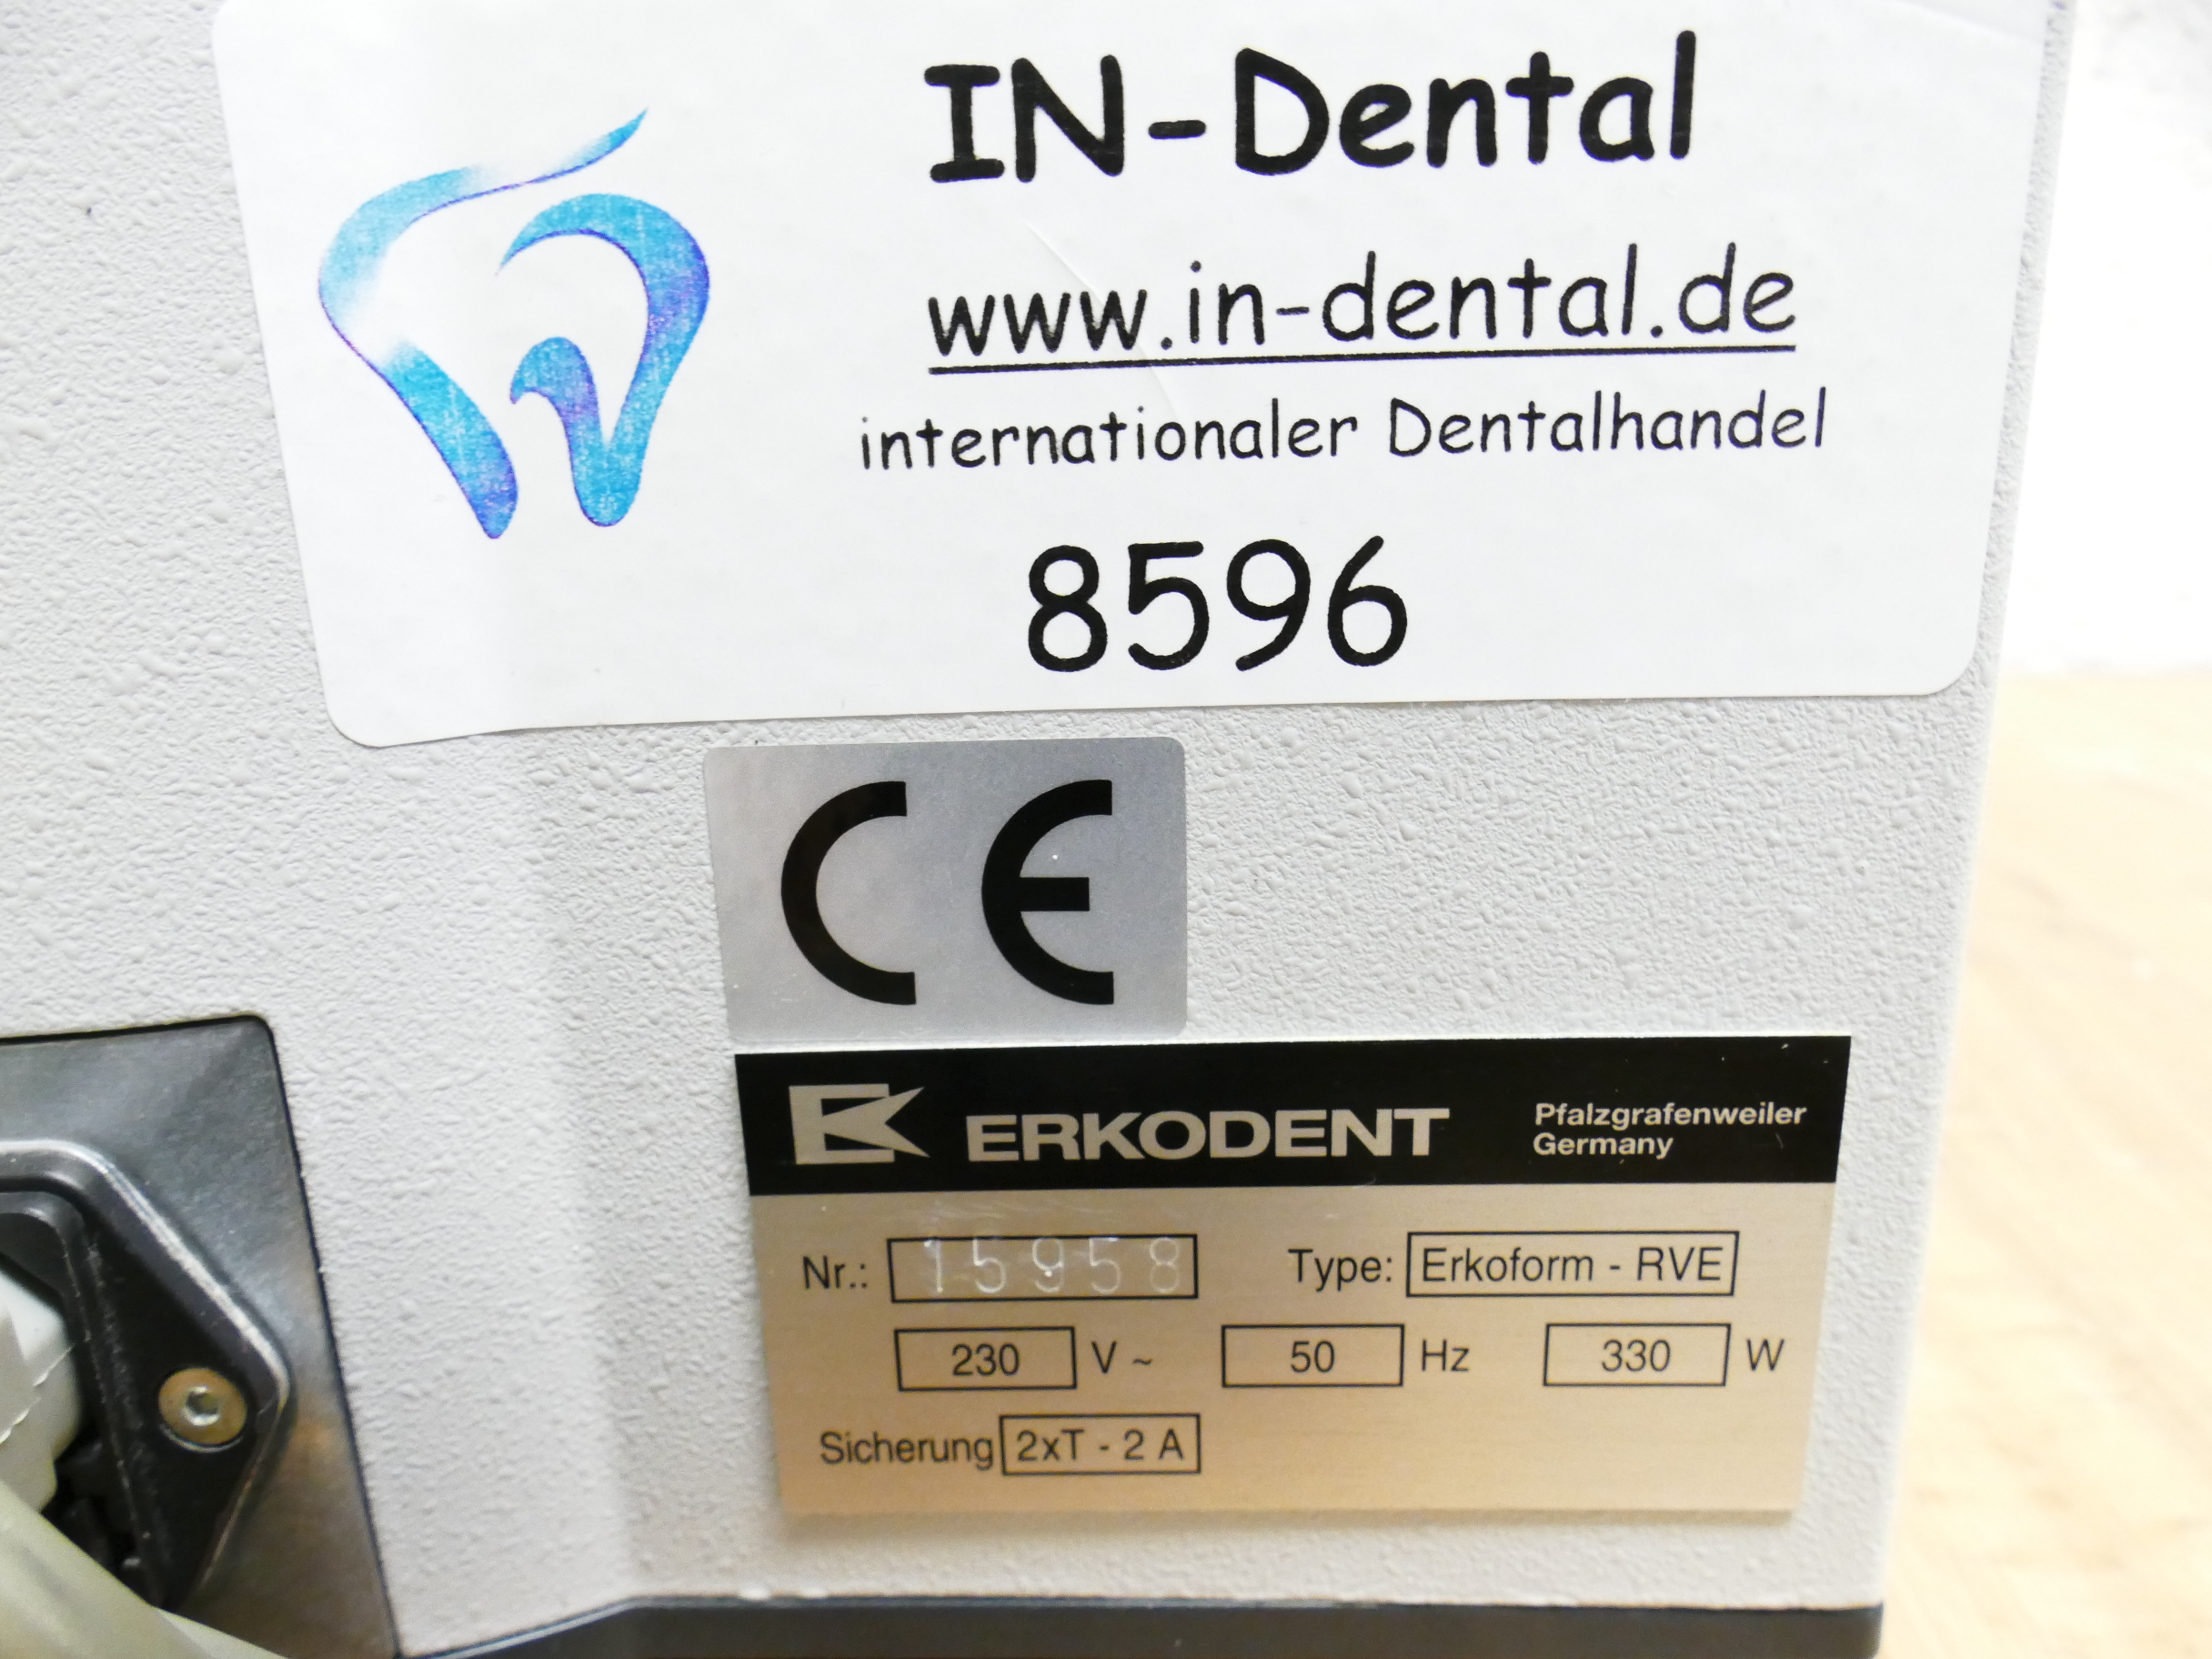 IN-Dental
www.in-dental.de
internationaler Dentalhandel
8596
CE
ERKODENT
Pfalzgrafenweiler
Germany
Nr.: 15958 Type: Erkoform - RVE
230 V ~ 50 Hz 330 W
Sicherung 2xT - 2 A